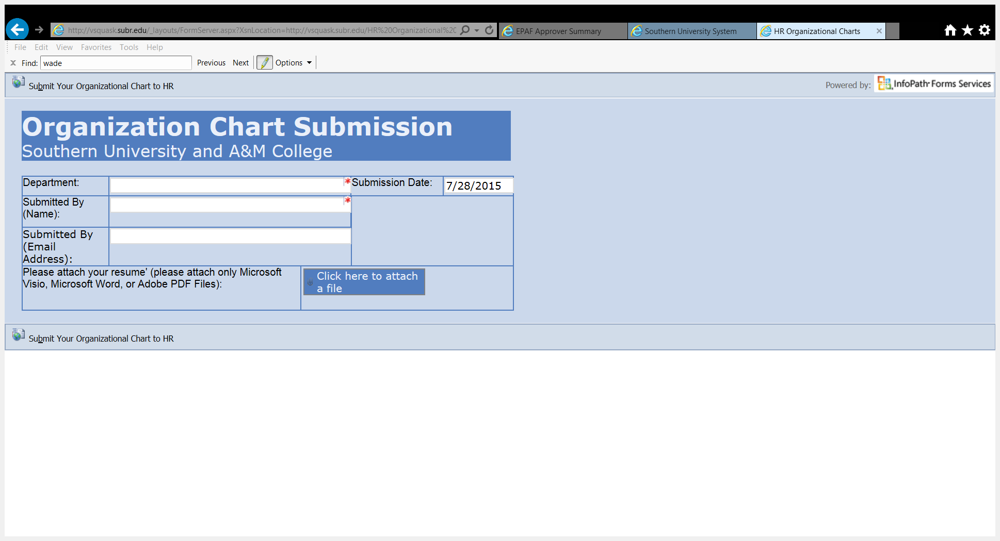 http://vsquask.subr.edu/_layouts/FormServer.aspx?XsnLocation=http://vsquask.subr.edu/HR%20Organizational%20
EPAF Approver Summary
Southern University System
HR Organizational Charts
File Edit View Favorites Tools Help
x Find: wade Previous Next Options
Submit Your Organizational Chart to HR
Powered by: InfoPath Forms Services
Organization Chart Submission
Southern University and A&M College
Department: * Submission Date: 7/28/2015
Submitted By
(Name): *
Submitted By
(Email
Address):
Please attach your resume' (please attach only Microsoft
Visio, Microsoft Word, or Adobe PDF Files):
Click here to attach
a file
Submit Your Organizational Chart to HR